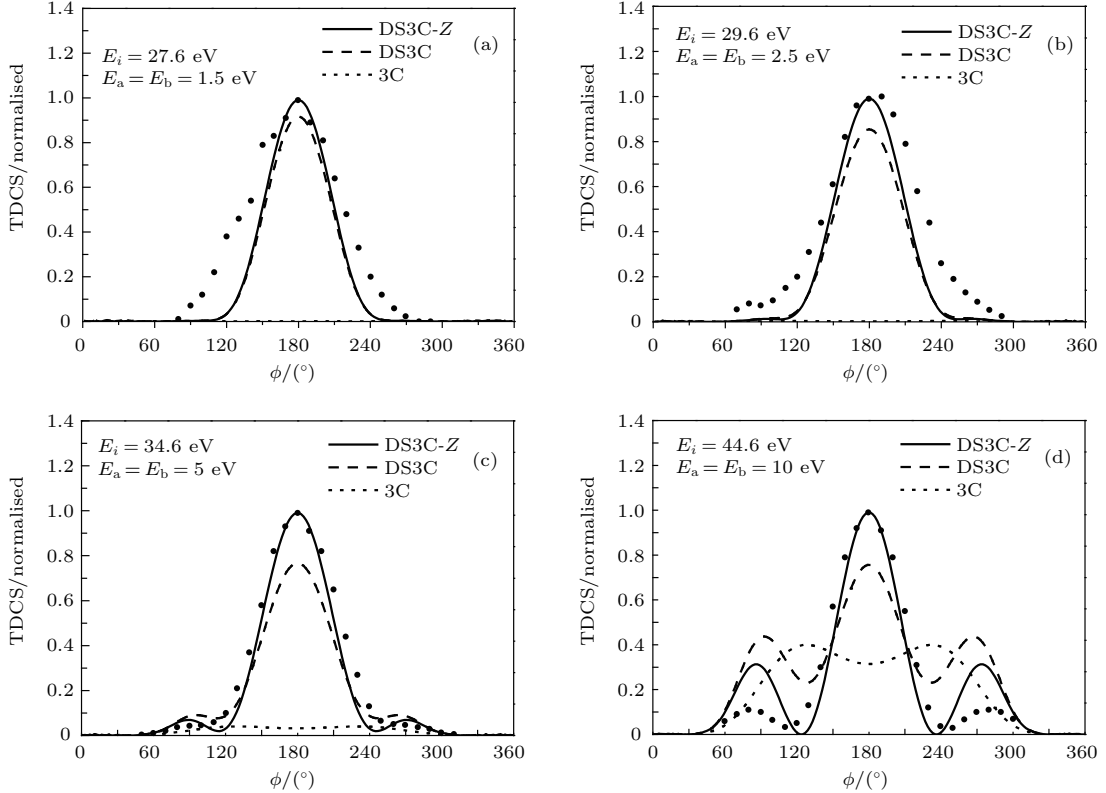 1.4
1.2
1.0
0.8
0.6
0.4
0.2
0
TDCS/normalised
E_i = 27.6 eV
E_a = E_b = 1.5 eV
DS3C-Z
DS3C
3C
(a)
0 60 120 180 240 300 360
ϕ/(°)
1.4
1.2
1.0
0.8
0.6
0.4
0.2
0
TDCS/normalised
E_i = 29.6 eV
E_a = E_b = 2.5 eV
DS3C-Z
DS3C
3C
(b)
0 60 120 180 240 300 360
ϕ/(°)
1.4
1.2
1.0
0.8
0.6
0.4
0.2
0
TDCS/normalised
E_i = 34.6 eV
E_a = E_b = 5 eV
DS3C-Z
DS3C
3C
(c)
0 60 120 180 240 300 360
ϕ/(°)
1.4
1.2
1.0
0.8
0.6
0.4
0.2
0
TDCS/normalised
E_i = 44.6 eV
E_a = E_b = 10 eV
DS3C-Z
DS3C
3C
(d)
0 60 120 180 240 300 360
ϕ/(°)